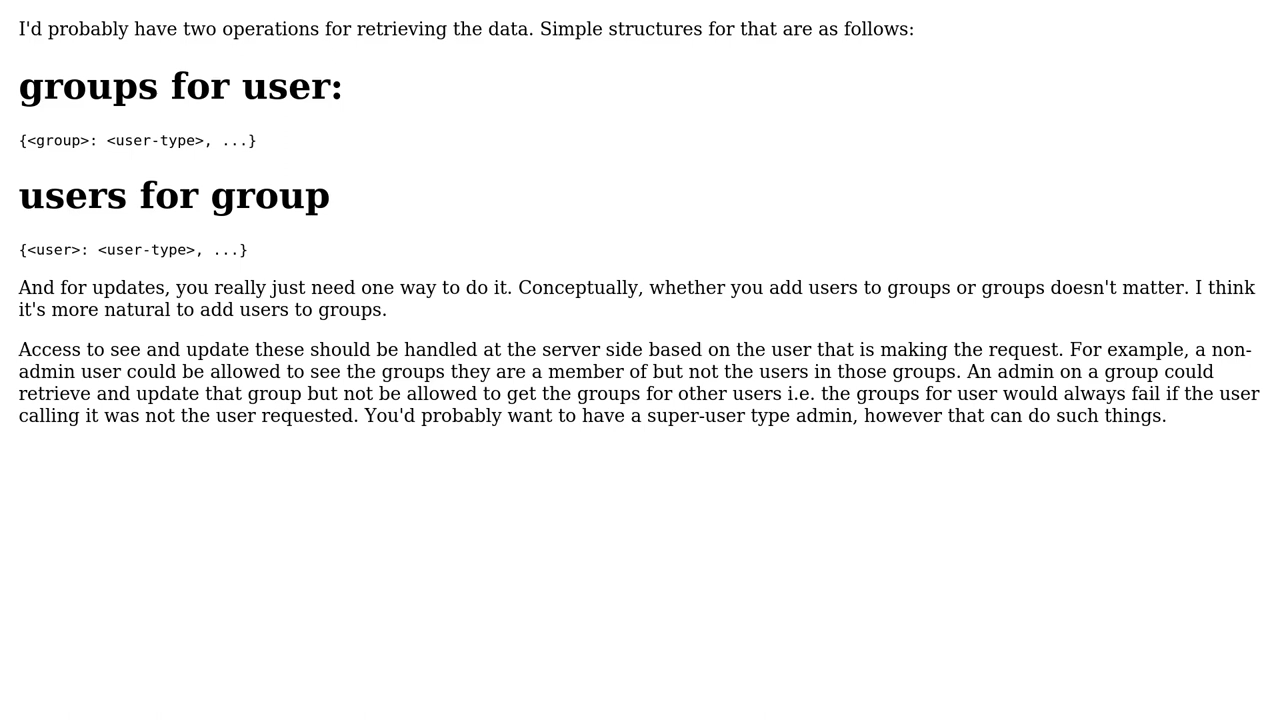 I'd probably have two operations for retrieving the data. Simple structures for that are as follows:
groups for user:
{<group>: <user-type>, ...}
users for group
{<user>: <user-type>, ...}
And for updates, you really just need one way to do it. Conceptually, whether you add users to groups or groups doesn't matter. I think
it's more natural to add users to groups.
Access to see and update these should be handled at the server side based on the user that is making the request. For example, a non-
admin user could be allowed to see the groups they are a member of but not the users in those groups. An admin on a group could
retrieve and update that group but not be allowed to get the groups for other users i.e. the groups for user would always fail if the user
calling it was not the user requested. You'd probably want to have a super-user type admin, however that can do such things.